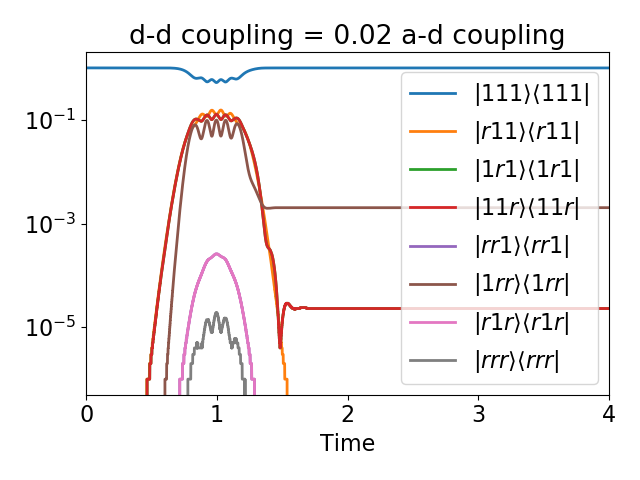 d-d coupling = 0.02 a-d coupling
10⁻¹
10⁻³
10⁻⁵
|111⟩⟨111|
|r11⟩⟨r11|
|1r1⟩⟨1r1|
|11r⟩⟨11r|
|rr1⟩⟨rr1|
|1rr⟩⟨1rr|
|r1r⟩⟨r1r|
|rrr⟩⟨rrr|
0 1 2 3 4
Time